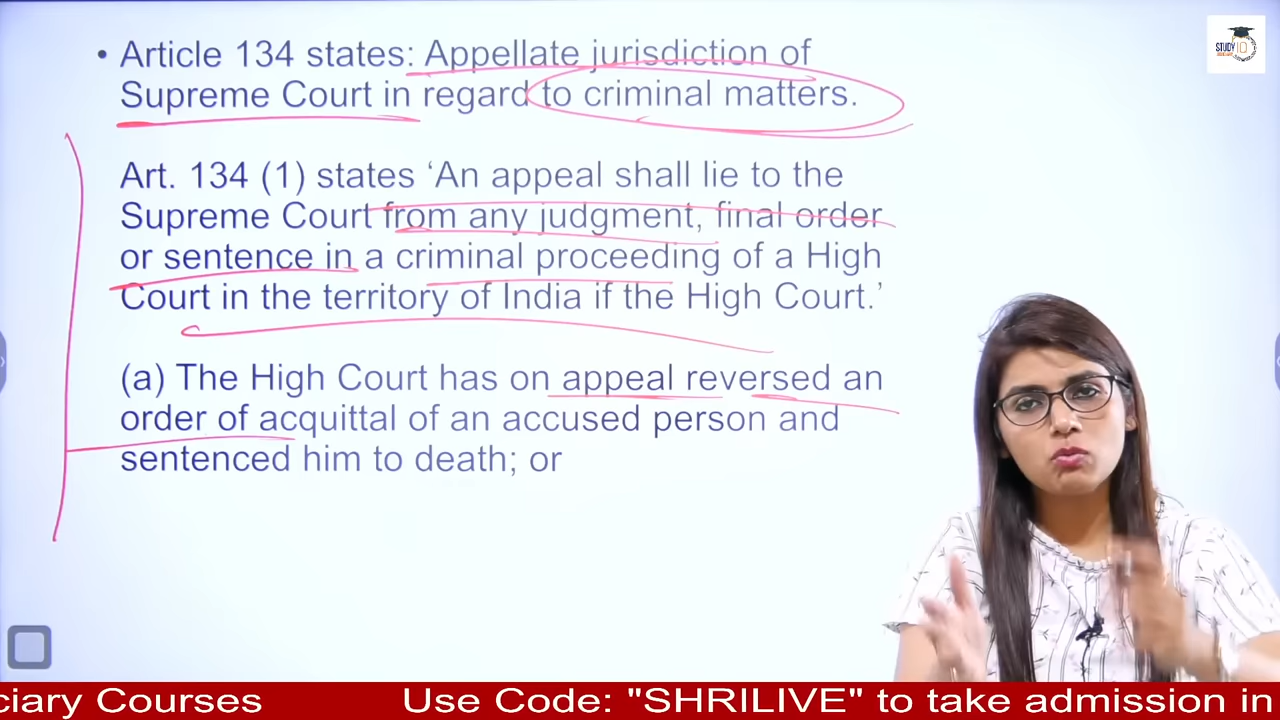 • Article 134 states: Appellate jurisdiction of
Supreme Court in regard to criminal matters.
Art. 134 (1) states ‘An appeal shall lie to the
Supreme Court from any judgment, final order
or sentence in a criminal proceeding of a High
Court in the territory of India if the High Court.’
(a) The High Court has on appeal reversed an
order of acquittal of an accused person and
sentenced him to death; or
STUDY IQ
ciary Courses Use Code: "SHRILIVE" to take admission in